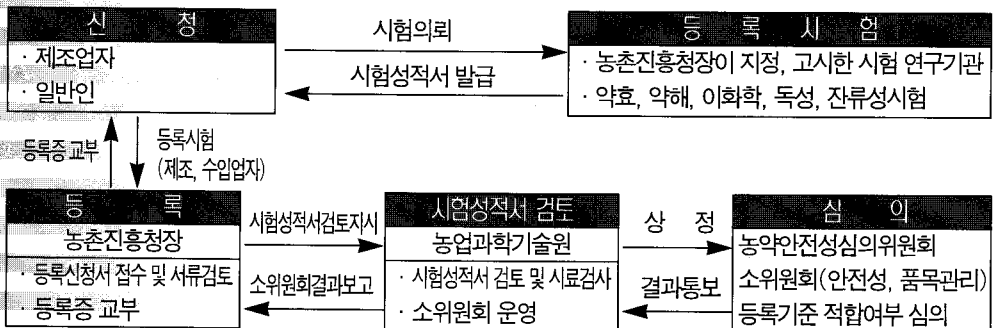 신 청
· 제조업자
· 일반인
시험의뢰
시험성적서 발급
등 록 시 험
· 농촌진흥청장이 지정, 고시한 시험 연구기관
· 약효, 약해, 이화학, 독성, 잔류성시험
등록증 교부
등록시험
(제조, 수입업자)
등 록
농촌진흥청장
· 등록신청서 접수 및 서류검토
· 등록증 교부
시험성적서검토지시
소위원회결과보고
시험성적서 검토
농업과학기술원
· 시험성적서 검토 및 시료검사
· 소위원회 운영
상 정
결과통보
심 의
농약안전성심의위원회
소위원회(안전성, 품목관리)
등록기준 적합여부 심의